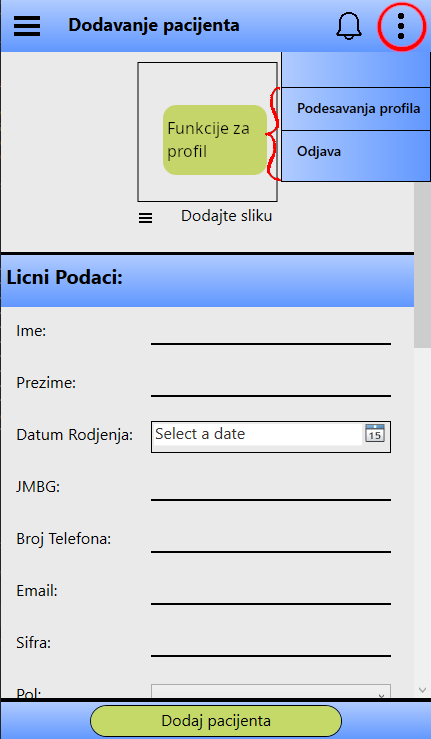 Dodavanje pacijenta
Podesavanja profila
Odjava
Funkcije za
profil
Dodajte sliku
Licni Podaci:
Ime:
Prezime:
Datum Rodjenja:
Select a date
15
JMBG:
Broj Telefona:
Email:
Sifra:
Pol:
Dodaj pacijenta